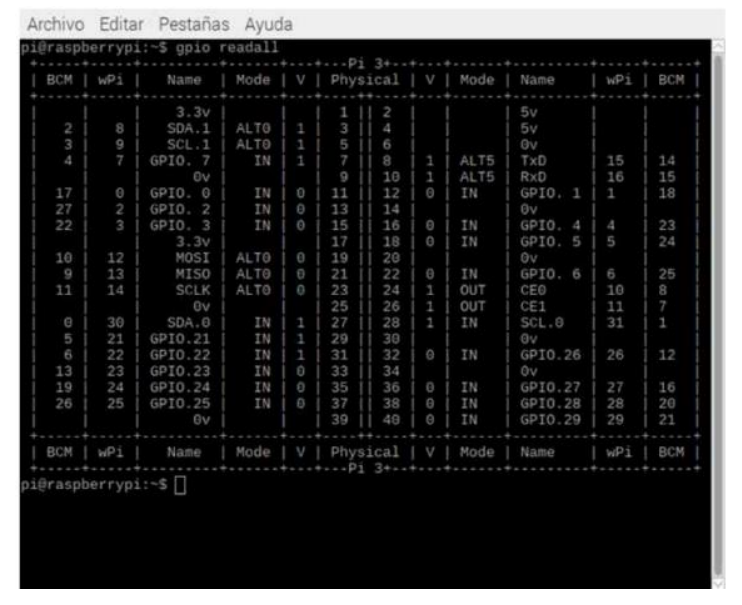 Archivo Editar Pestañas Ayuda
pi@raspberrypi:~$ gpio readall
+-----+-----+---------+------+---+---Pi 3+--+---+------+---------+-----+-----+
| BCM | wPi |   Name  | Mode | V | Physical | V | Mode | Name    | wPi | BCM |
+-----+-----+---------+------+---+----++----+---+------+---------+-----+-----+
|     |     |    3.3v |      |   |  1 || 2  |   |      | 5v      |     |     |
|   2 |   8 |   SDA.1 | ALT0 | 1 |  3 || 4  |   |      | 5v      |     |     |
|   3 |   9 |   SCL.1 | ALT0 | 1 |  5 || 6  |   |      | 0v      |     |     |
|   4 |   7 | GPIO. 7 |   IN | 1 |  7 || 8  | 1 | ALT5 | TxD     | 15  | 14  |
|     |     |      0v |      |   |  9 || 10 | 1 | ALT5 | RxD     | 16  | 15  |
|  17 |   0 | GPIO. 0 |   IN | 0 | 11 || 12 | 0 | IN   | GPIO. 1 | 1   | 18  |
|  27 |   2 | GPIO. 2 |   IN | 0 | 13 || 14 |   |      | 0v      |     |     |
|  22 |   3 | GPIO. 3 |   IN | 0 | 15 || 16 | 0 | IN   | GPIO. 4 | 4   | 23  |
|     |     |    3.3v |      |   | 17 || 18 | 0 | IN   | GPIO. 5 | 5   | 24  |
|  10 |  12 |    MOSI | ALT0 | 0 | 19 || 20 |   |      | 0v      |     |     |
|   9 |  13 |    MISO | ALT0 | 0 | 21 || 22 | 0 | IN   | GPIO. 6 | 6   | 25  |
|  11 |  14 |    SCLK | ALT0 | 0 | 23 || 24 | 1 | OUT  | CE0     | 10  | 8   |
|     |     |      0v |      |   | 25 || 26 | 1 | OUT  | CE1     | 11  | 7   |
|   0 |  30 |   SDA.0 |   IN | 1 | 27 || 28 | 1 | IN   | SCL.0   | 31  | 1   |
|   5 |  21 | GPIO.21 |   IN | 1 | 29 || 30 |   |      | 0v      |     |     |
|   6 |  22 | GPIO.22 |   IN | 1 | 31 || 32 | 0 | IN   | GPIO.26 | 26  | 12  |
|  13 |  23 | GPIO.23 |   IN | 0 | 33 || 34 |   |      | 0v      |     |     |
|  19 |  24 | GPIO.24 |   IN | 0 | 35 || 36 | 0 | IN   | GPIO.27 | 27  | 16  |
|  26 |  25 | GPIO.25 |   IN | 0 | 37 || 38 | 0 | IN   | GPIO.28 | 28  | 20  |
|     |     |      0v |      |   | 39 || 40 | 0 | IN   | GPIO.29 | 29  | 21  |
+-----+-----+---------+------+---+----++----+---+------+---------+-----+-----+
| BCM | wPi |   Name  | Mode | V | Physical | V | Mode | Name    | wPi | BCM |
+-----+-----+---------+------+---+---Pi 3+--+---+------+---------+-----+-----+
pi@raspberrypi:~$